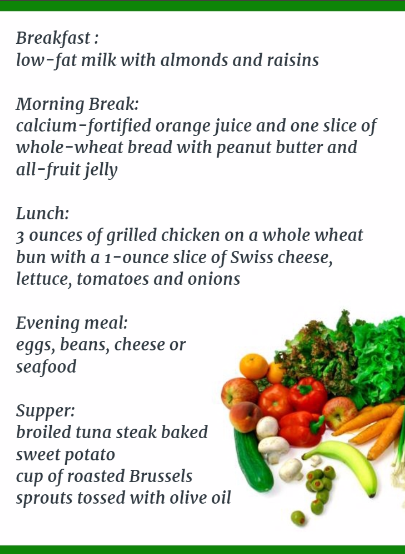 Breakfast :
low-fat milk with almonds and raisins
Morning Break:
calcium-fortified orange juice and one slice of
whole-wheat bread with peanut butter and
all-fruit jelly
Lunch:
3 ounces of grilled chicken on a whole wheat
bun with a 1-ounce slice of Swiss cheese,
lettuce, tomatoes and onions
Evening meal:
eggs, beans, cheese or
seafood
Supper:
broiled tuna steak baked
sweet potato
cup of roasted Brussels
sprouts tossed with olive oil